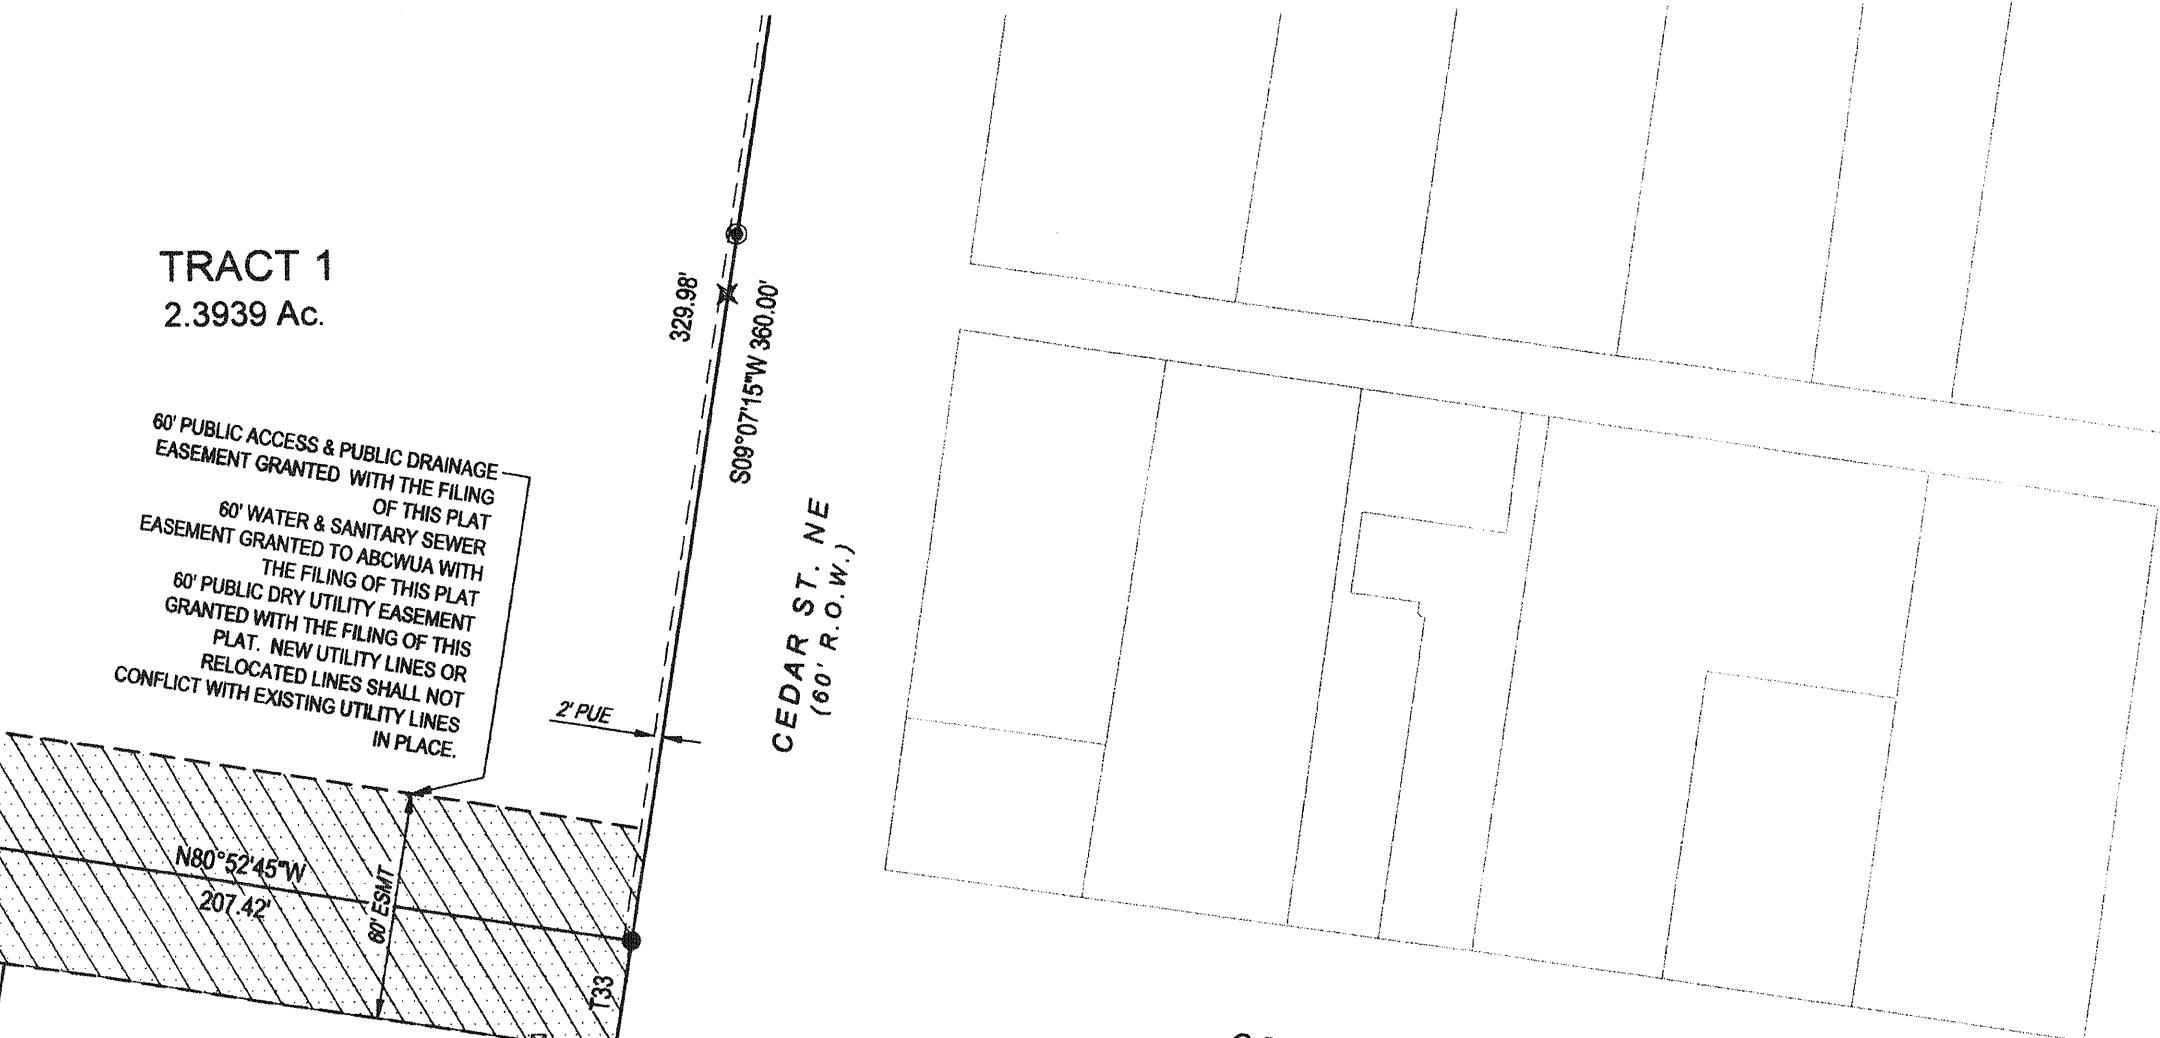 TRACT 1
2.3939 Ac.
329.98'
S09°07'15"W 360.00'
60' PUBLIC ACCESS & PUBLIC DRAINAGE
EASEMENT GRANTED WITH THE FILING
OF THIS PLAT
60' WATER & SANITARY SEWER
EASEMENT GRANTED TO ABCWUA WITH
THE FILING OF THIS PLAT
60' PUBLIC DRY UTILITY EASEMENT
GRANTED WITH THE FILING OF THIS
PLAT. NEW UTILITY LINES OR
RELOCATED LINES SHALL NOT
CONFLICT WITH EXISTING UTILITY LINES
IN PLACE.
CEDAR ST. NE
(60' R.O.W.)
2' PUE
N80°52'45"W
207.42'
60' ESMT
T33